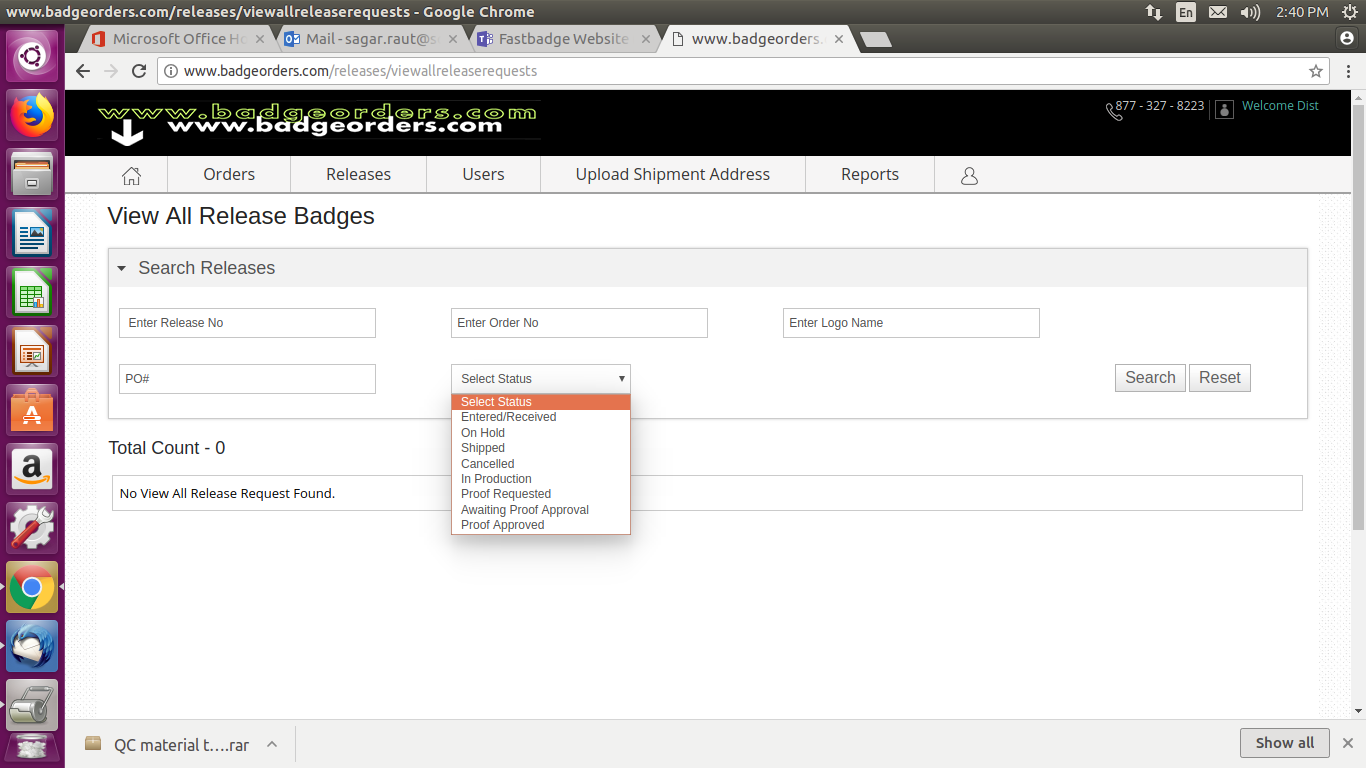 www.badgeorders.com/releases/viewallreleaserequests - Google Chrome
En
2:40 PM
Microsoft Office Ho
Mail - sagar.raut@s
Fastbadge Website
www.badgeorders.
www.badgeorders.com/releases/viewallreleaserequests
www.badgeorders.com
www.badgeorders.com
877 - 327 - 8223
Welcome Dist
Orders
Releases
Users
Upload Shipment Address
Reports
View All Release Badges
Search Releases
Enter Release No
Enter Order No
Enter Logo Name
PO#
Select Status
Search
Reset
Select Status
Entered/Received
On Hold
Shipped
Cancelled
In Production
Proof Requested
Awaiting Proof Approval
Proof Approved
Total Count - 0
No View All Release Request Found.
QC material t....rar
Show all